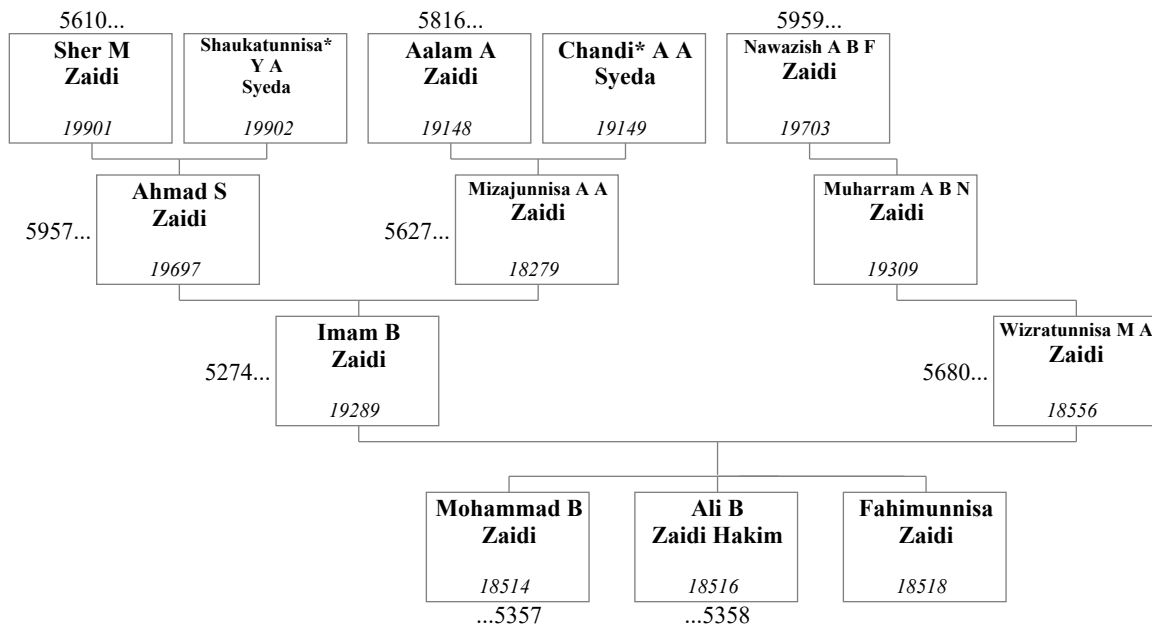 5610...
5816...
5959...
Sher M
Zaidi
19901
Shaukatunnisa*
Y A
Syeda
19902
Aalam A
Zaidi
19148
Chandi* A A
Syeda
19149
Nawazish A B F
Zaidi
19703
5957...
Ahmad S
Zaidi
19697
5627...
Mizajunnisa A A
Zaidi
18279
Muharram A B N
Zaidi
19309
5274...
Imam B
Zaidi
19289
5680...
Wizratunnisa M A
Zaidi
18556
Mohammad B
Zaidi
18514
...5357
Ali B
Zaidi Hakim
18516
...5358
Fahimunnisa
Zaidi
18518